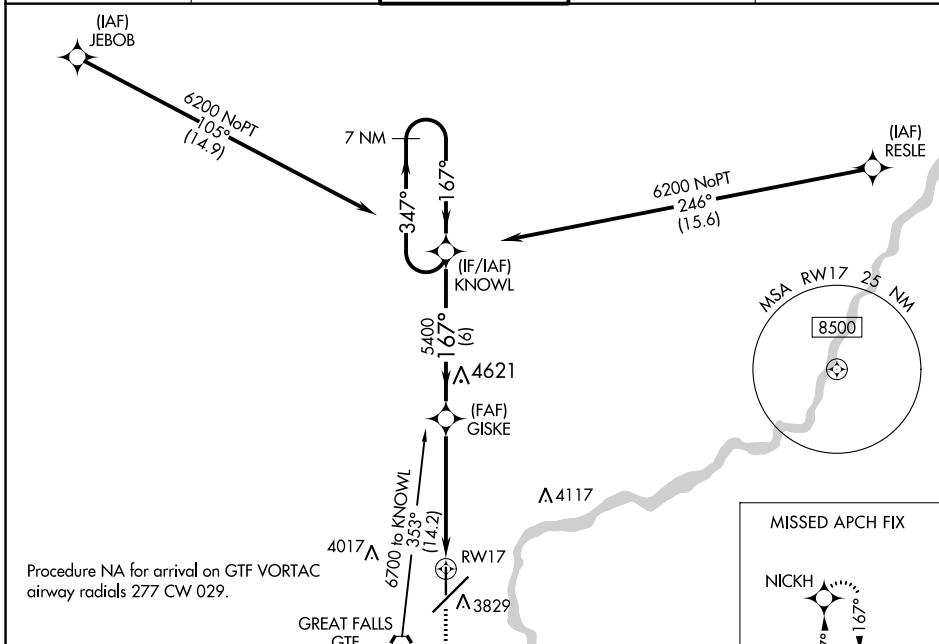 (IAF)
JEBOB
6200 NoPT
105°
(14.9)
7 NM
347°
167°
(IAF)
RESLE
6200 NoPT
246°
(15.6)
(IF/IAF)
KNOWL
MSA RW17 25 NM
8500
5400
167°
(6)
4621
(FAF)
GISKE
4117
6700 to KNOWL
353°
(14.2)
4017
RW17
3829
Procedure NA for arrival on GTF VORTAC
airway radials 277 CW 029.
GREAT FALLS
GTF
MISSED APCH FIX
NICKH
167°